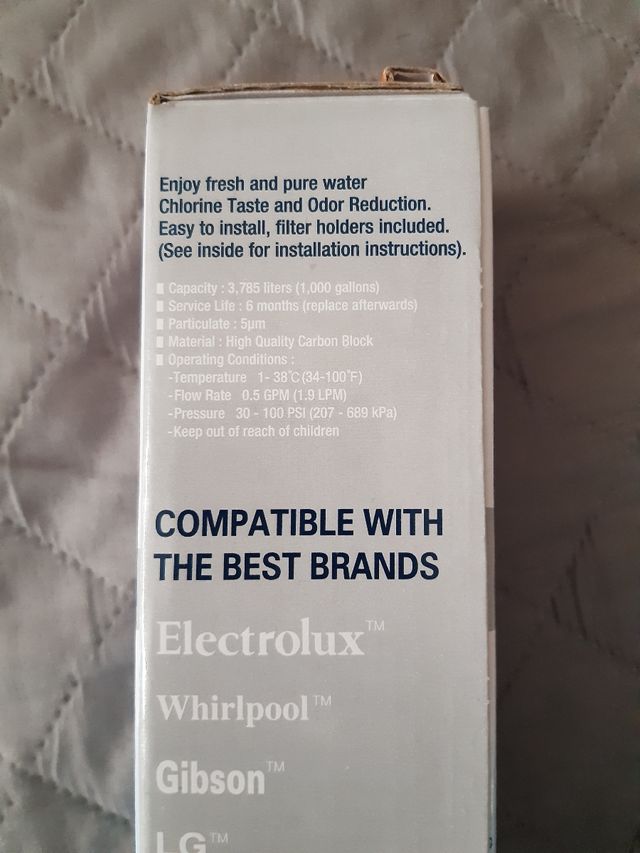 Enjoy fresh and pure water
Chlorine Taste and Odor Reduction.
Easy to install, filter holders included.
(See inside for installation instructions).
Capacity : 3,785 liters (1,000 gallons)
Service Life : 6 months (replace afterwards)
Particulate : 5µm
Material : High Quality Carbon Block
Operating Conditions :
-Temperature 1- 38°C (34-100°F)
-Flow Rate 0.5 GPM (1.9 LPM)
-Pressure 30 - 100 PSI (207 - 689 kPa)
-Keep out of reach of children
COMPATIBLE WITH
THE BEST BRANDS
Electrolux™
Whirlpool™
Gibson™
LG™